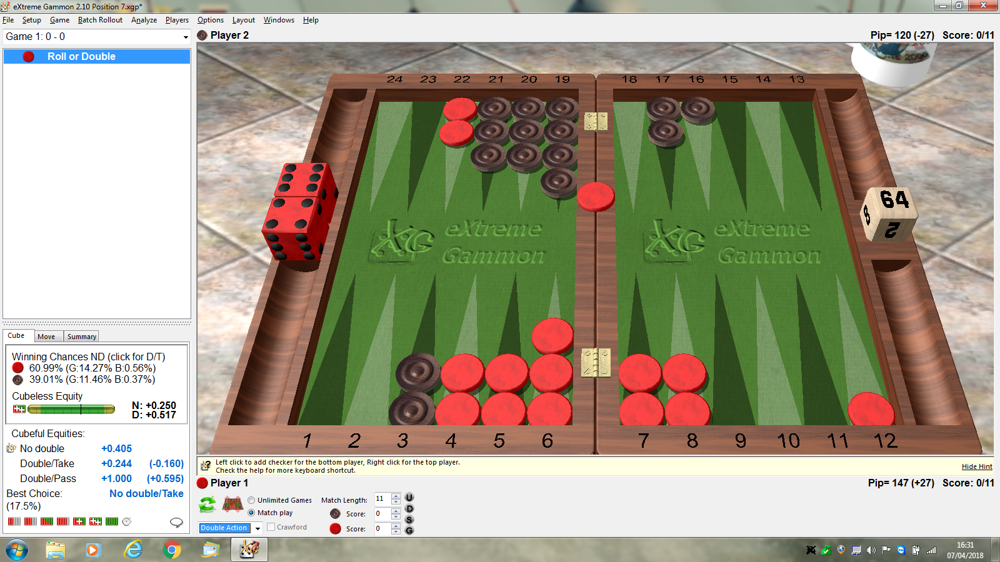 eXtreme Gammon 2.10 Position 7.xgp*
File Setup Game Batch Rollout Analyze Players Options Layout Windows Help
Game 1: 0 - 0
Player 2
Pip= 120 (-27) Score: 0/11
Roll or Double
24 23 22 21 20 19 18 17 16 15 14 13
64
8
2
XG eXtreme Gammon
XG eXtreme Gammon
1 2 3 4 5 6 7 8 9 10 11 12
Cube Move Summary
Winning Chances ND (click for D/T)
60.99% (G:14.27% B:0.56%)
39.01% (G:11.46% B:0.37%)
Cubeless Equity
N: +0.250
D: +0.517
Cubeful Equities:
No double +0.405
Double/Take +0.244 (-0.160)
Double/Pass +1.000 (+0.595)
Best Choice: No double/Take
(17.5%)
Left click to add checker for the bottom player, Right click for the top player.
Check the help for more keyboard shortcut.
Hide Hint
Player 1
Pip= 147 (+27) Score: 0/11
Unlimited Games
Match play
Double Action
Crawford
Match Length: 11
Score: 0
Score: 0
U
D
S
G
16:31
07/04/2018